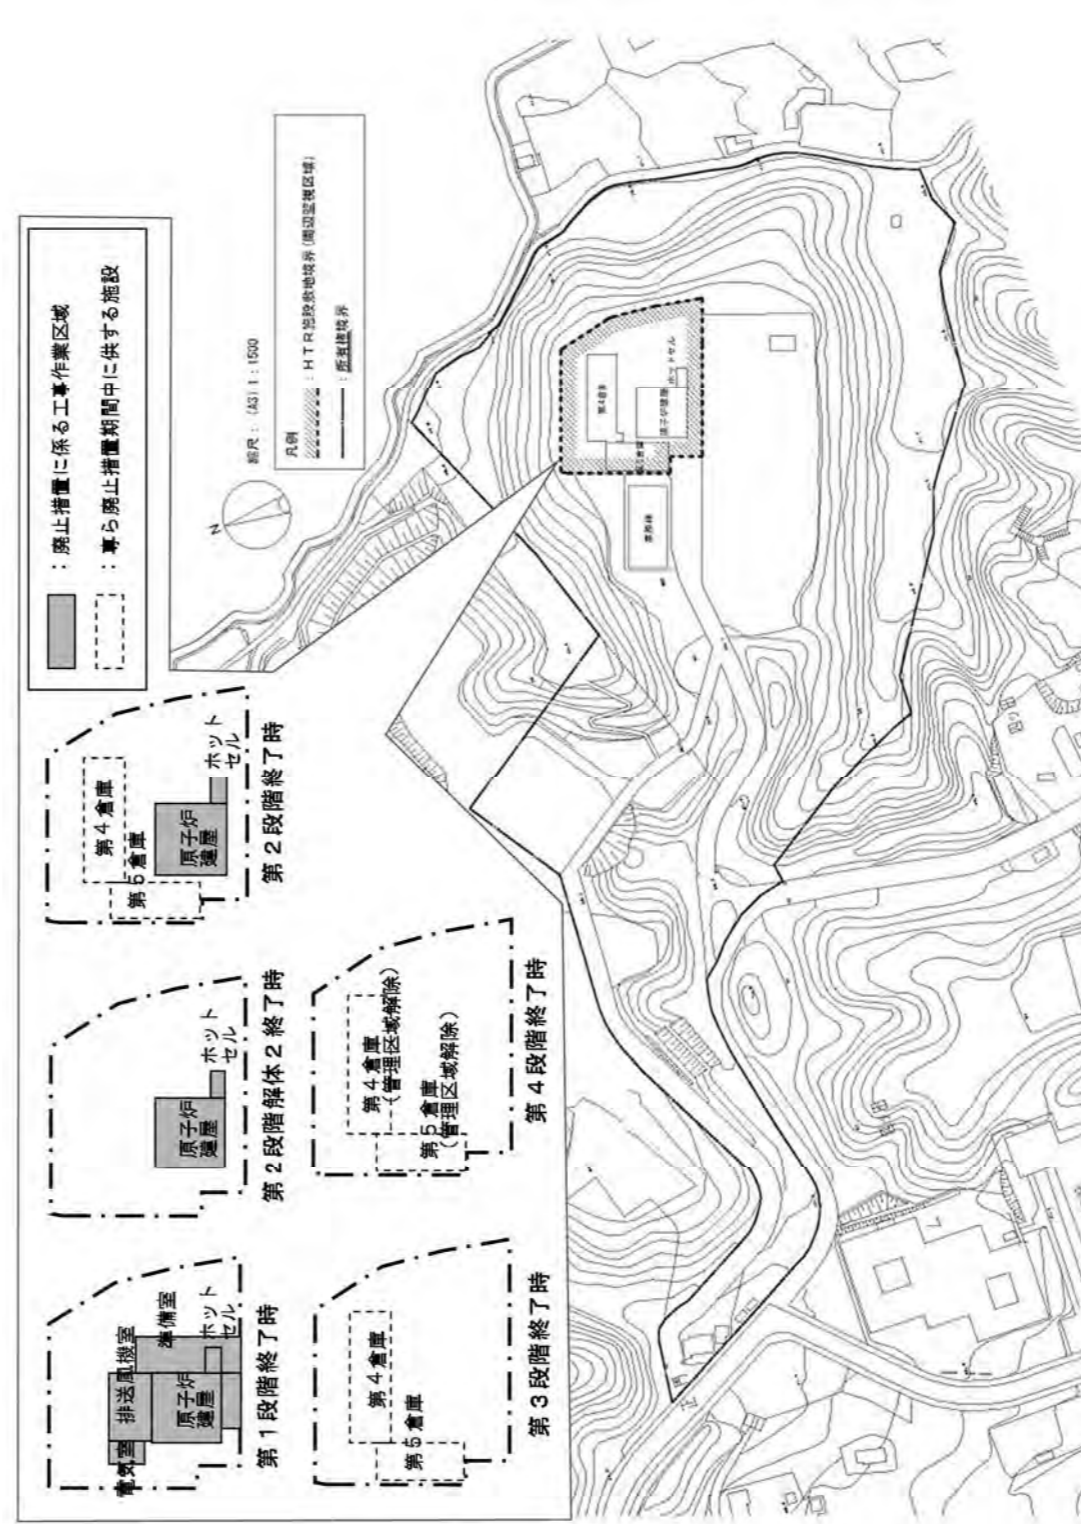 ：廃止措置に係る工事作業区域
：専ら廃止措置期間中に供する施設
縮尺：(A3) 1：1500
凡例
：HTR施設敷地境界(周辺監視区域)
：所有権境界
N
電気室
排送風機室
準備室
原子炉
建屋
ホット
セル
第１段階終了時
原子炉
建屋
ホット
セル
第２段階解体２終了時
第４倉庫
第５倉庫
原子炉
建屋
ホット
セル
第２段階終了時
第４倉庫
第５倉庫
第３段階終了時
第４倉庫
(管理区域解除)
第５倉庫
(管理区域解除)
第４段階終了時
第4倉庫
原子炉建屋
ホットセル